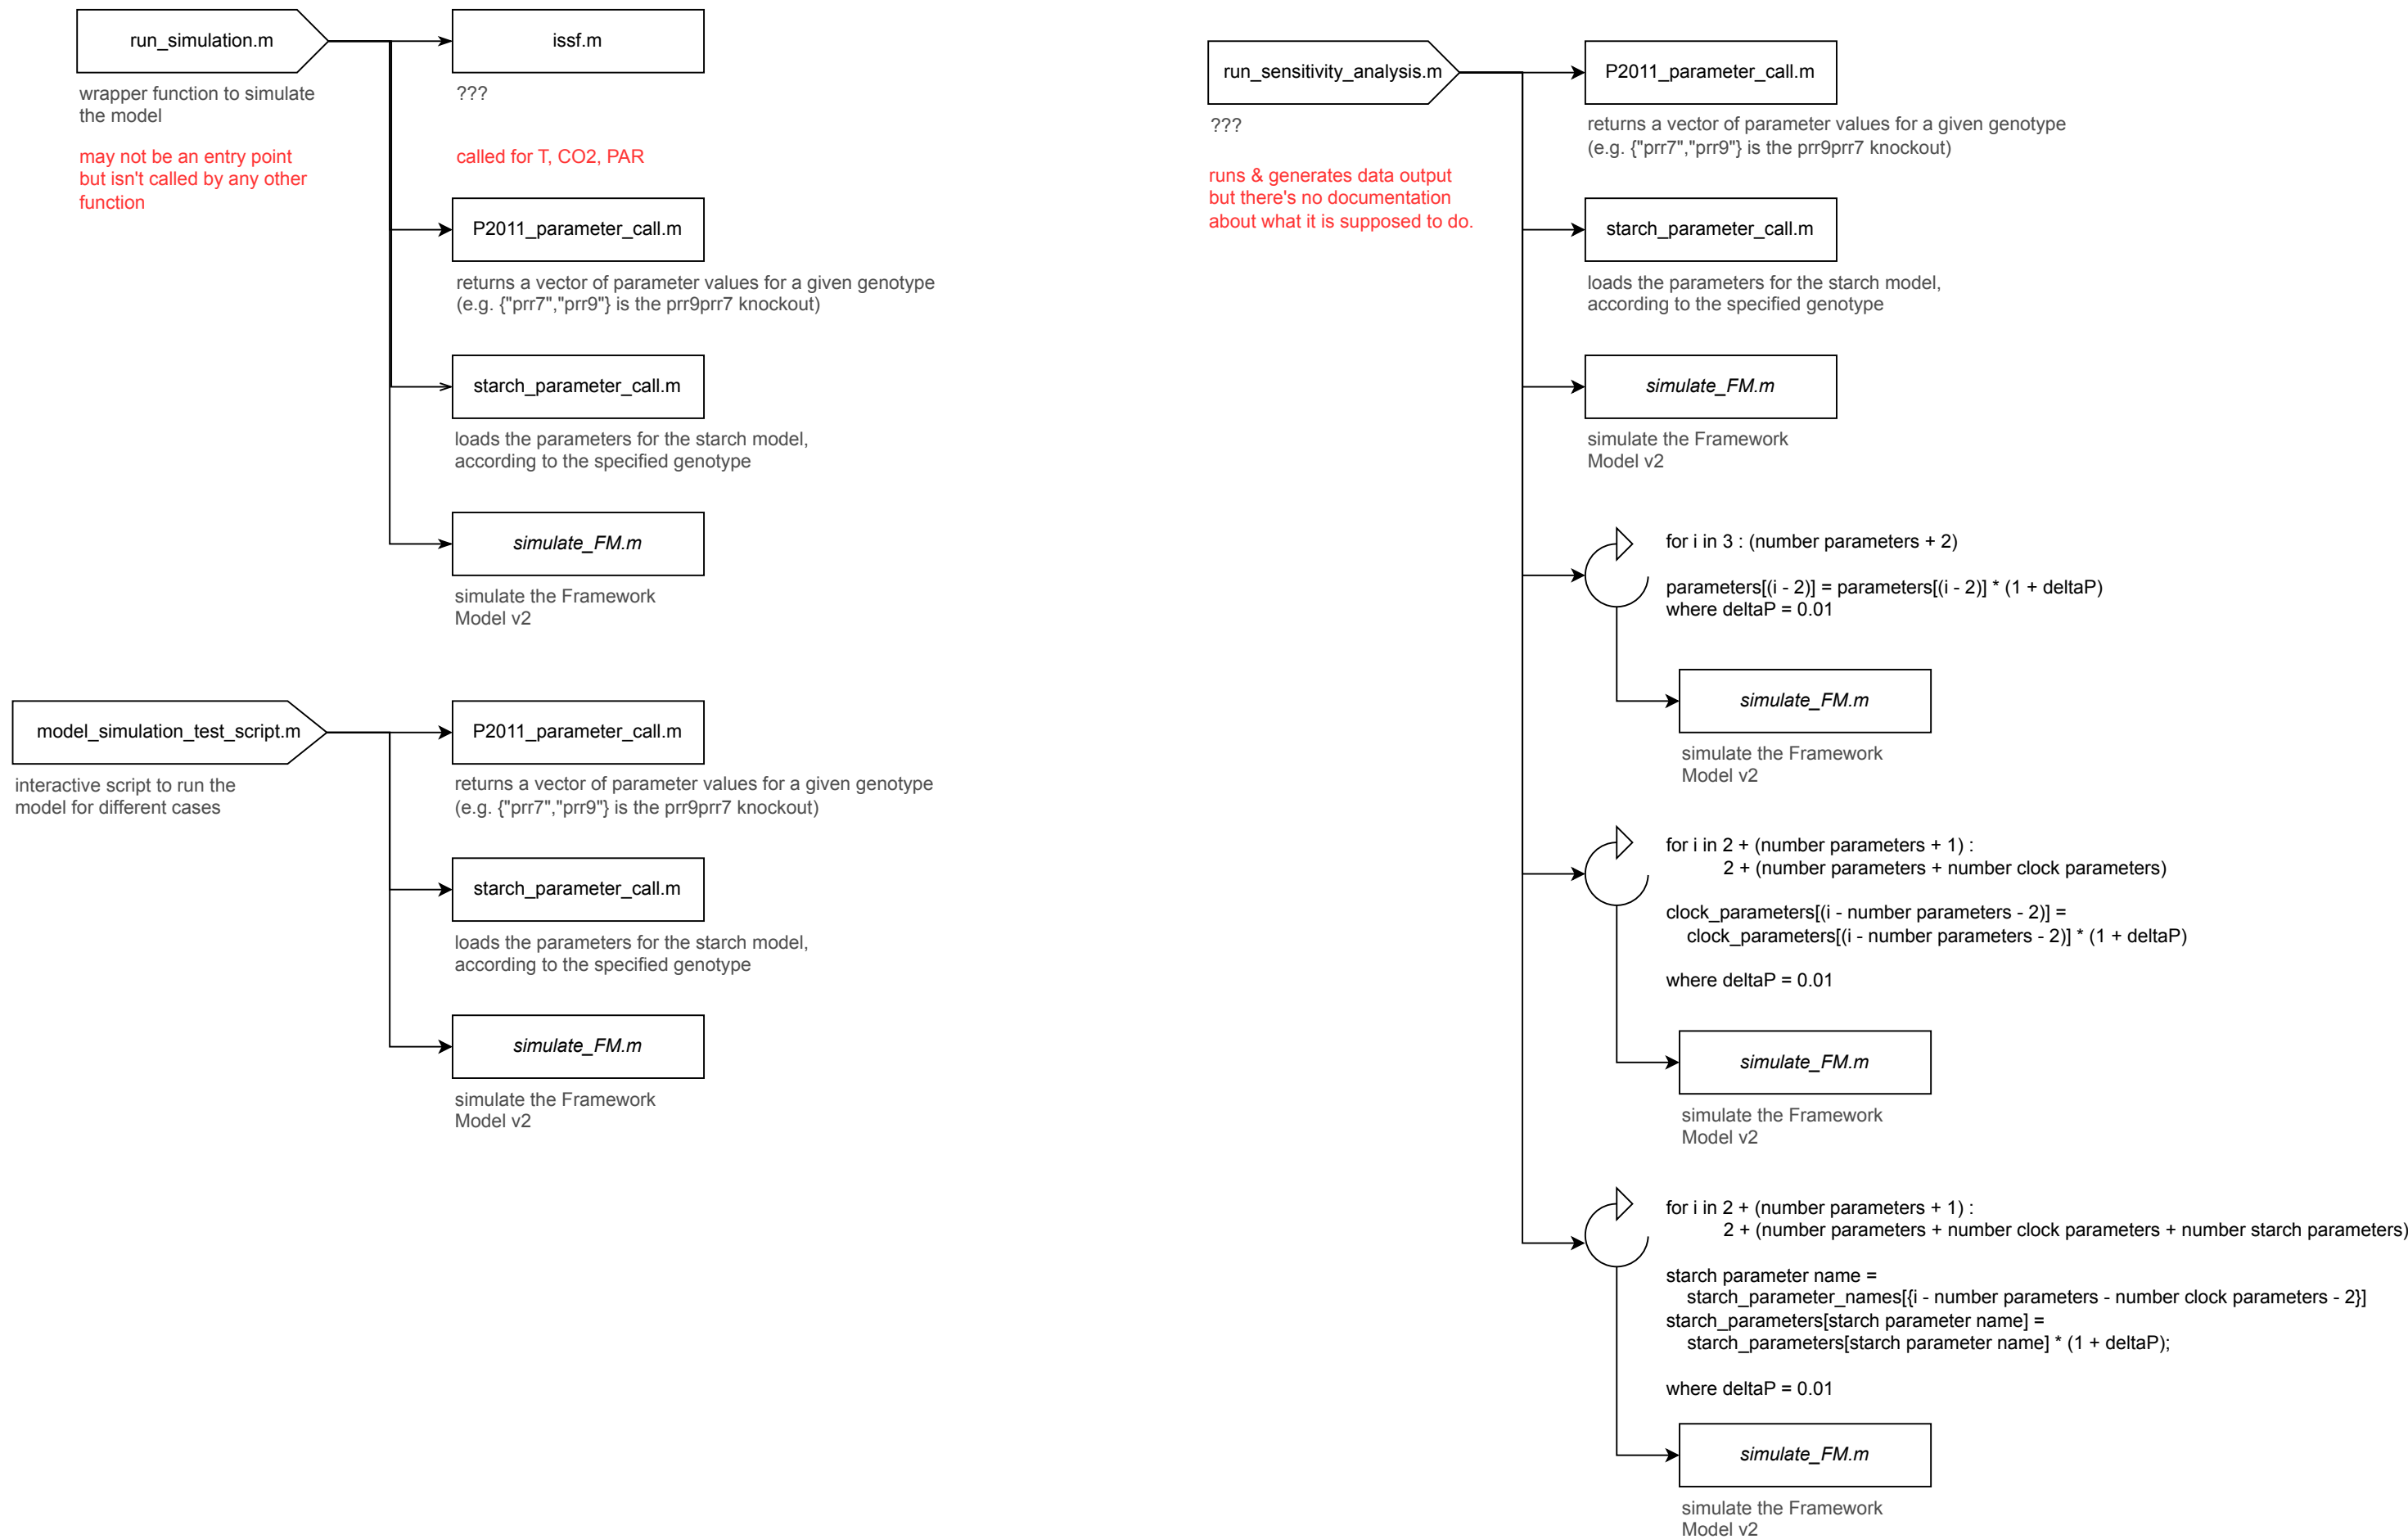 run_simulation.m
wrapper function to simulate
the model
may not be an entry point
but isn't called by any other
function
issf.m
???
called for T, CO2, PAR
P2011_parameter_call.m
returns a vector of parameter values for a given genotype
(e.g. {"prr7","prr9"} is the prr9prr7 knockout)
starch_parameter_call.m
loads the parameters for the starch model,
according to the specified genotype
simulate_FM.m
simulate the Framework
Model v2
model_simulation_test_script.m
interactive script to run the
model for different cases
P2011_parameter_call.m
returns a vector of parameter values for a given genotype
(e.g. {"prr7","prr9"} is the prr9prr7 knockout)
starch_parameter_call.m
loads the parameters for the starch model,
according to the specified genotype
simulate_FM.m
simulate the Framework
Model v2
run_sensitivity_analysis.m
???
runs & generates data output
but there's no documentation
about what it is supposed to do.
P2011_parameter_call.m
returns a vector of parameter values for a given genotype
(e.g. {"prr7","prr9"} is the prr9prr7 knockout)
starch_parameter_call.m
loads the parameters for the starch model,
according to the specified genotype
simulate_FM.m
simulate the Framework
Model v2
for i in 3 : (number parameters + 2)
parameters[(i - 2)] = parameters[(i - 2)] * (1 + deltaP)
where deltaP = 0.01
simulate_FM.m
simulate the Framework
Model v2
for i in 2 + (number parameters + 1) :
2 + (number parameters + number clock parameters)
clock_parameters[(i - number parameters - 2)] =
clock_parameters[(i - number parameters - 2)] * (1 + deltaP)
where deltaP = 0.01
simulate_FM.m
simulate the Framework
Model v2
for i in 2 + (number parameters + 1) :
2 + (number parameters + number clock parameters + number starch parameters)
starch parameter name =
starch_parameter_names[{i - number parameters - number clock parameters - 2}]
starch_parameters[starch parameter name] =
starch_parameters[starch parameter name] * (1 + deltaP);
where deltaP = 0.01
simulate_FM.m
simulate the Framework
Model v2